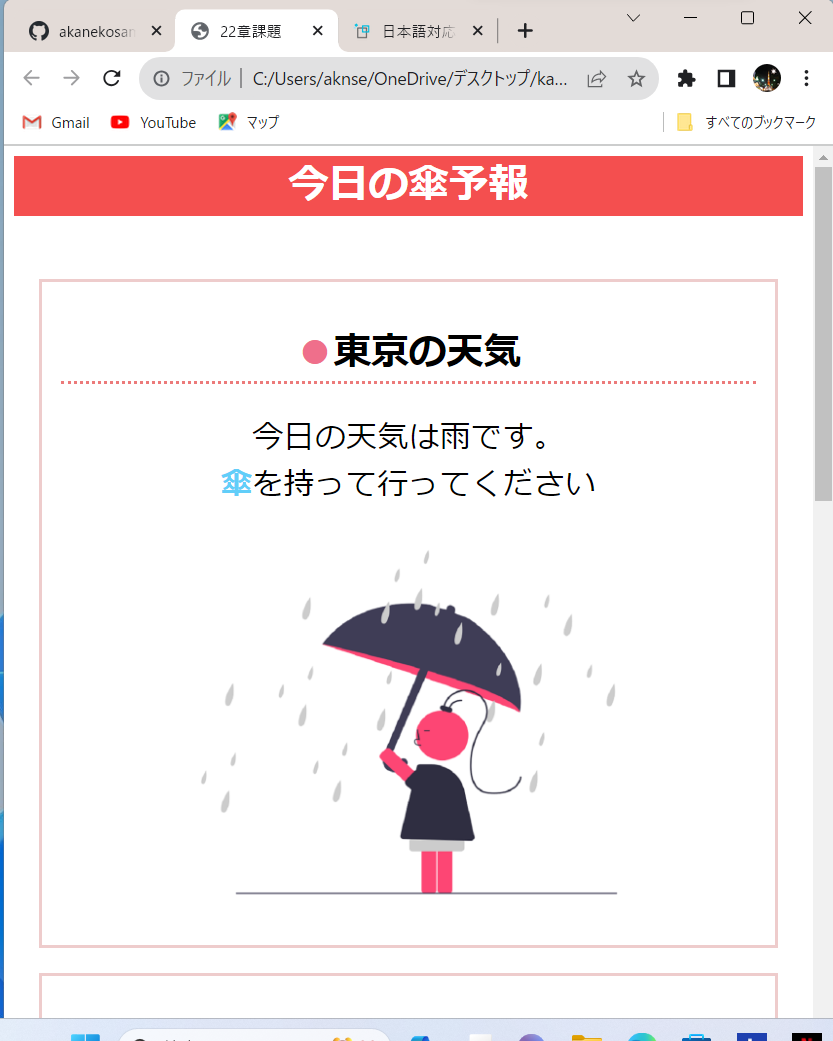 akanekosan
22章課題
日本語対応
ファイル
C:/Users/aknse/OneDrive/デスクトップ/ka...
Gmail
YouTube
マップ
すべてのブックマーク
今日の傘予報
東京の天気
今日の天気は雨です。
傘を持って行ってください